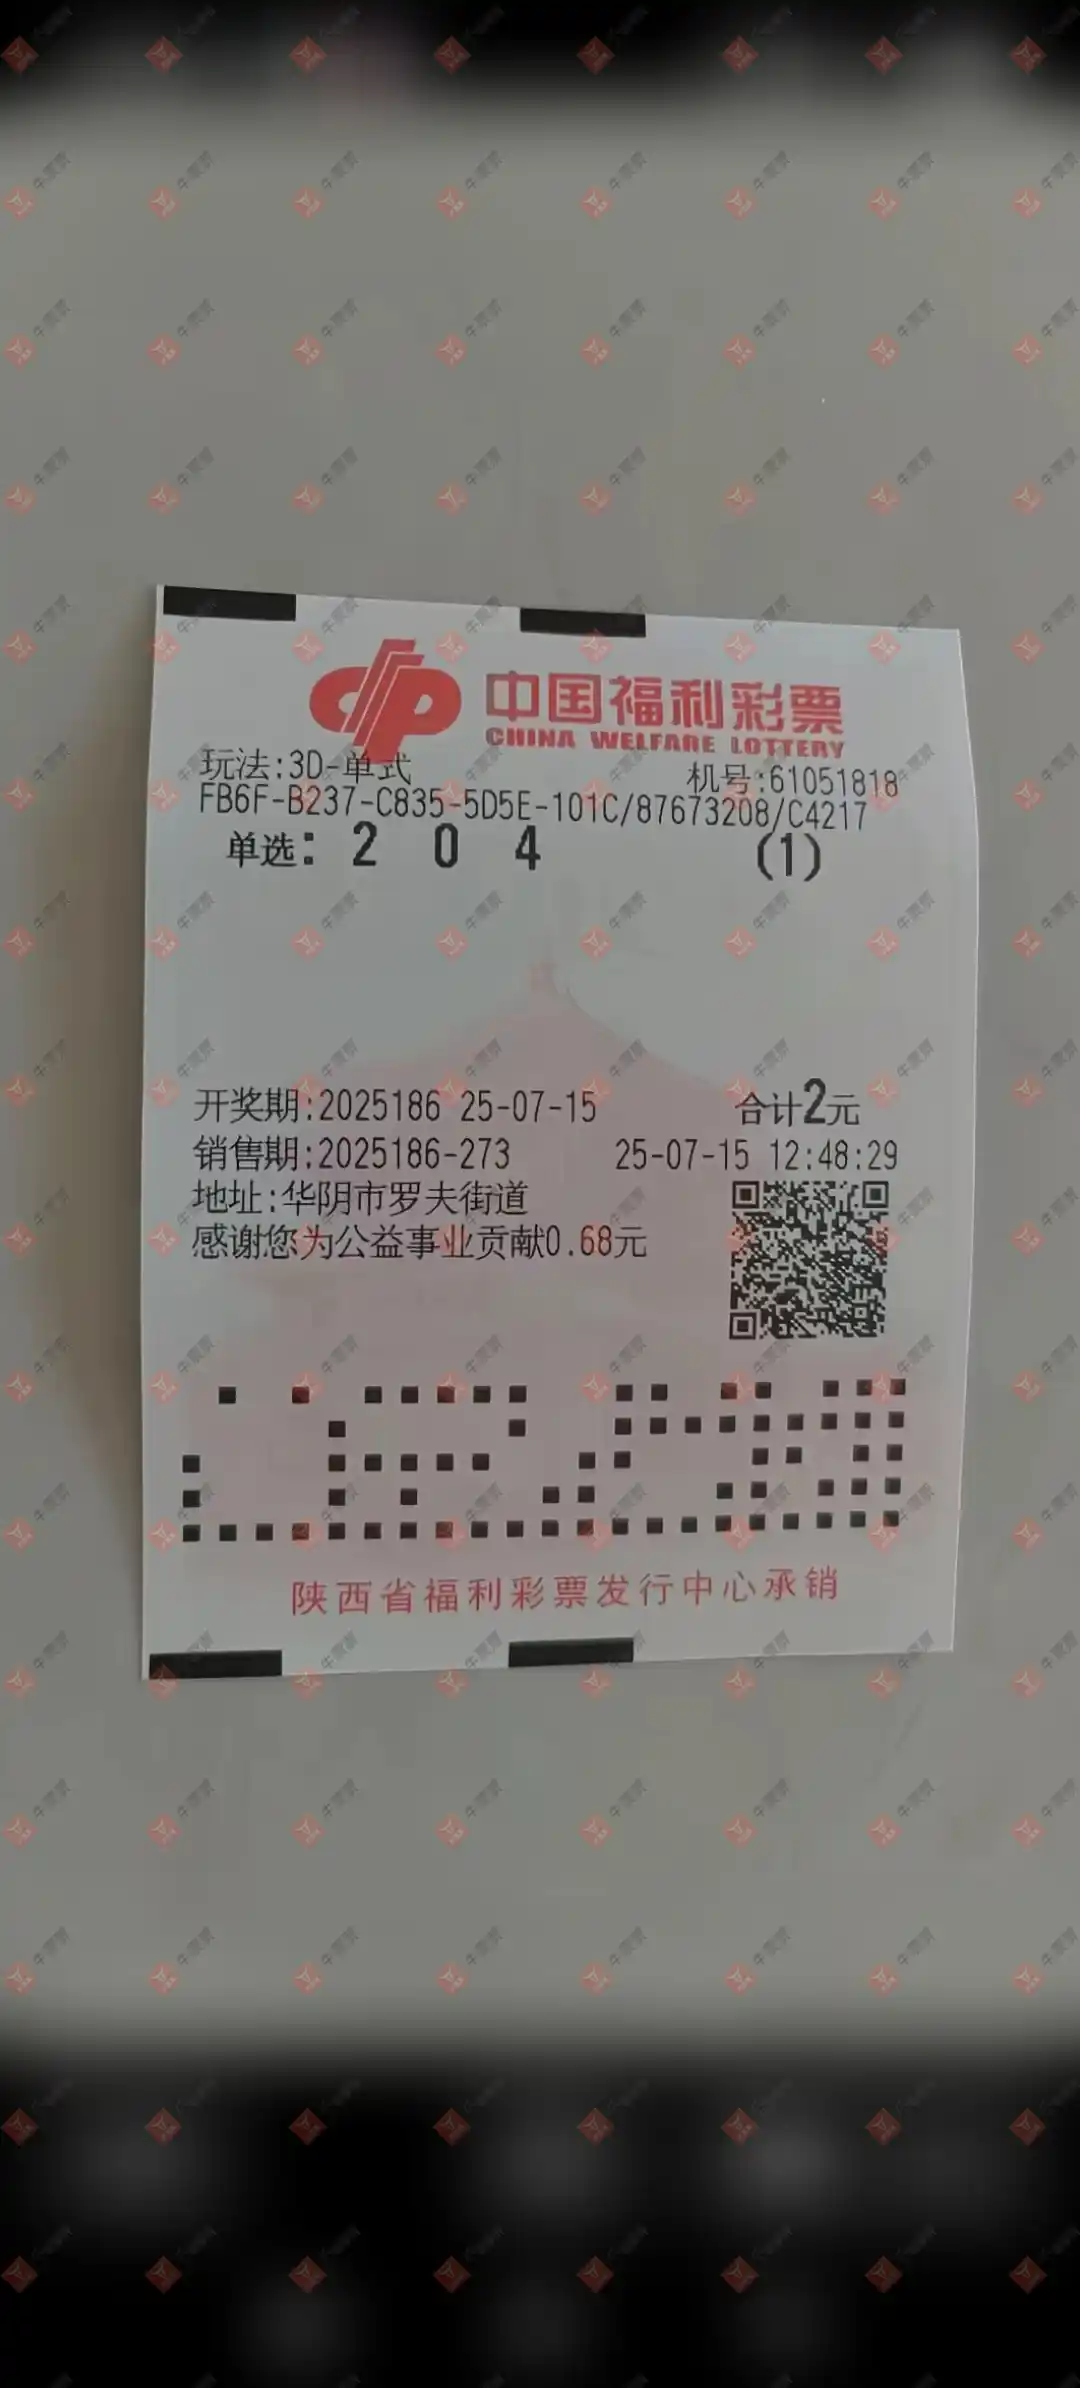 中国福利彩票
CHINA WELFARE LOTTERY
玩法:3D-单式 机号:61051818
FB6F-B237-C835-5D5E-101C/87673208/C4217
单选: 2 0 4 (1)
开奖期:2025186 25-07-15 合计2元
销售期:2025186-273 25-07-15 12:48:29
地址:华阴市罗夫街道
感谢您为公益事业贡献0.68元
陕西省福利彩票发行中心承销